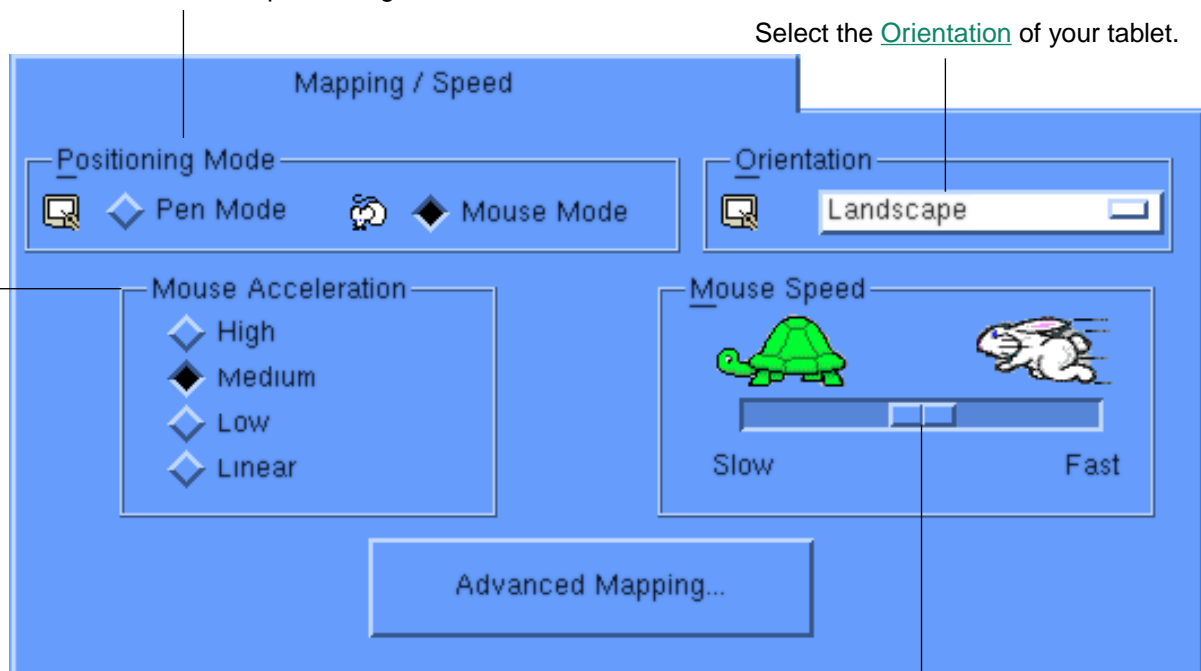 Select the Orientation of your tablet.
Mapping / Speed
Positioning Mode
Pen Mode
Mouse Mode
Orientation
Landscape
Mouse Acceleration
High
Medium
Low
Linear
Mouse Speed
Slow
Fast
Advanced Mapping...